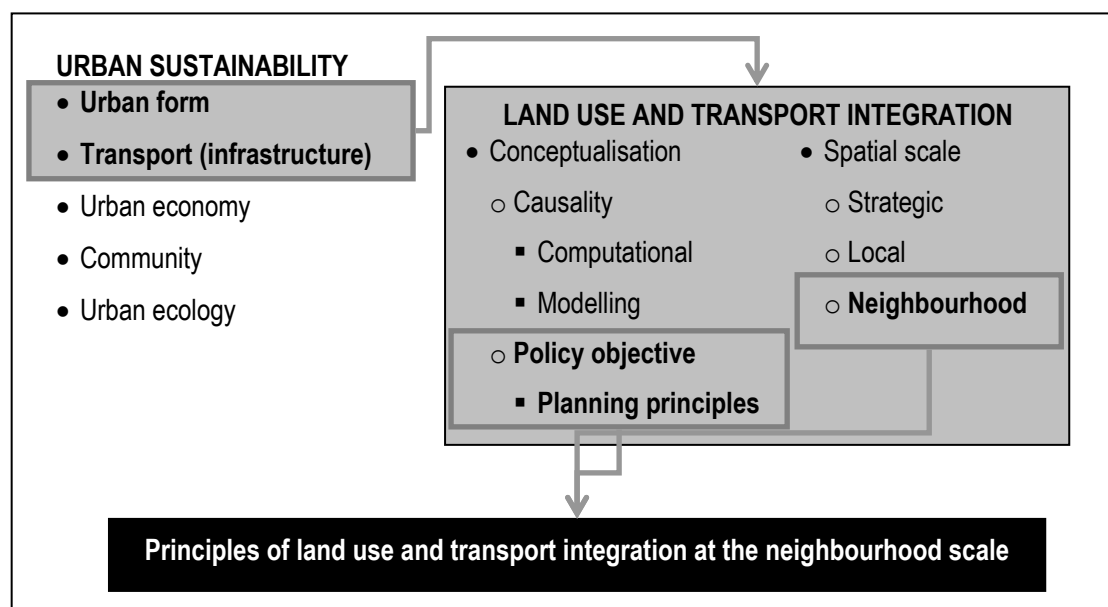 URBAN SUSTAINABILITY
• Urban form
• Transport (infrastructure)
• Urban economy
• Community
• Urban ecology
LAND USE AND TRANSPORT INTEGRATION
• Conceptualisation
o Causality
▪ Computational
▪ Modelling
o Policy objective
▪ Planning principles
• Spatial scale
o Strategic
o Local
o Neighbourhood
Principles of land use and transport integration at the neighbourhood scale